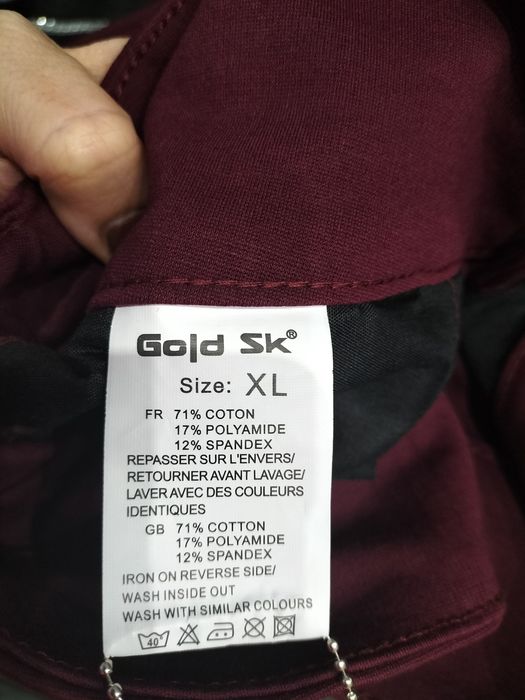 Gold Sk®
Size: XL
FR 71% COTON
17% POLYAMIDE
12% SPANDEX
REPASSER SUR L'ENVERS/
RETOURNER AVANT LAVAGE/
LAVER AVEC DES COULEURS
IDENTIQUES
GB 71% COTTON
17% POLYAMIDE
12% SPANDEX
IRON ON REVERSE SIDE/
WASH INSIDE OUT
WASH WITH SIMILAR COLOURS
40°